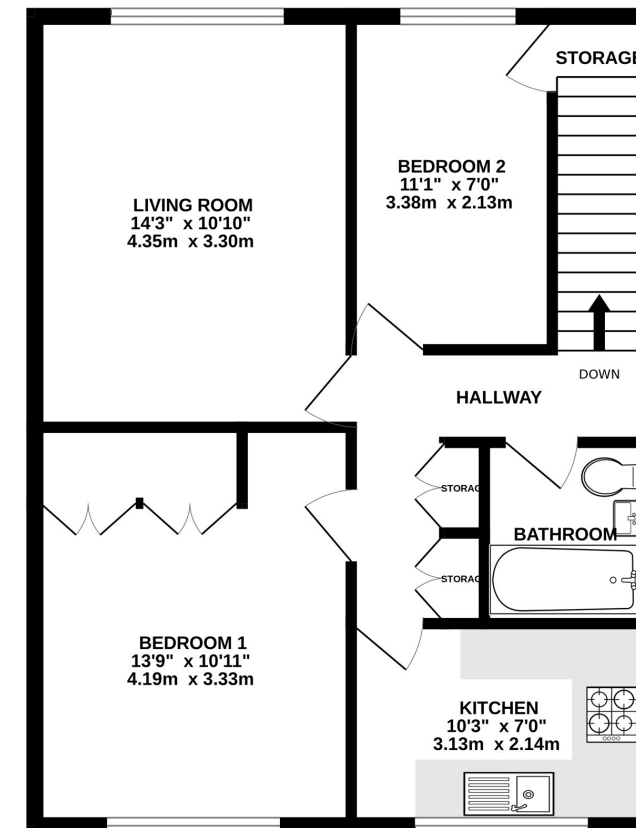 STORAGE
BEDROOM 2
11'1" x 7'0"
3.38m x 2.13m
LIVING ROOM
14'3" x 10'10"
4.35m x 3.30m
DOWN
HALLWAY
STORAG
BATHROOM
STORAG
BEDROOM 1
13'9" x 10'11"
4.19m x 3.33m
KITCHEN
10'3" x 7'0"
3.13m x 2.14m